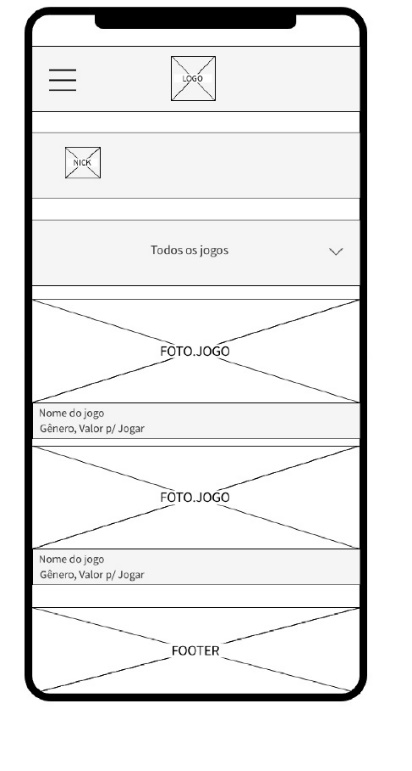 LOGO
NICK
Todos os jogos
FOTO.JOGO
Nome do jogo
Gênero, Valor p/ Jogar
FOTO.JOGO
Nome do jogo
Gênero, Valor p/ Jogar
FOOTER